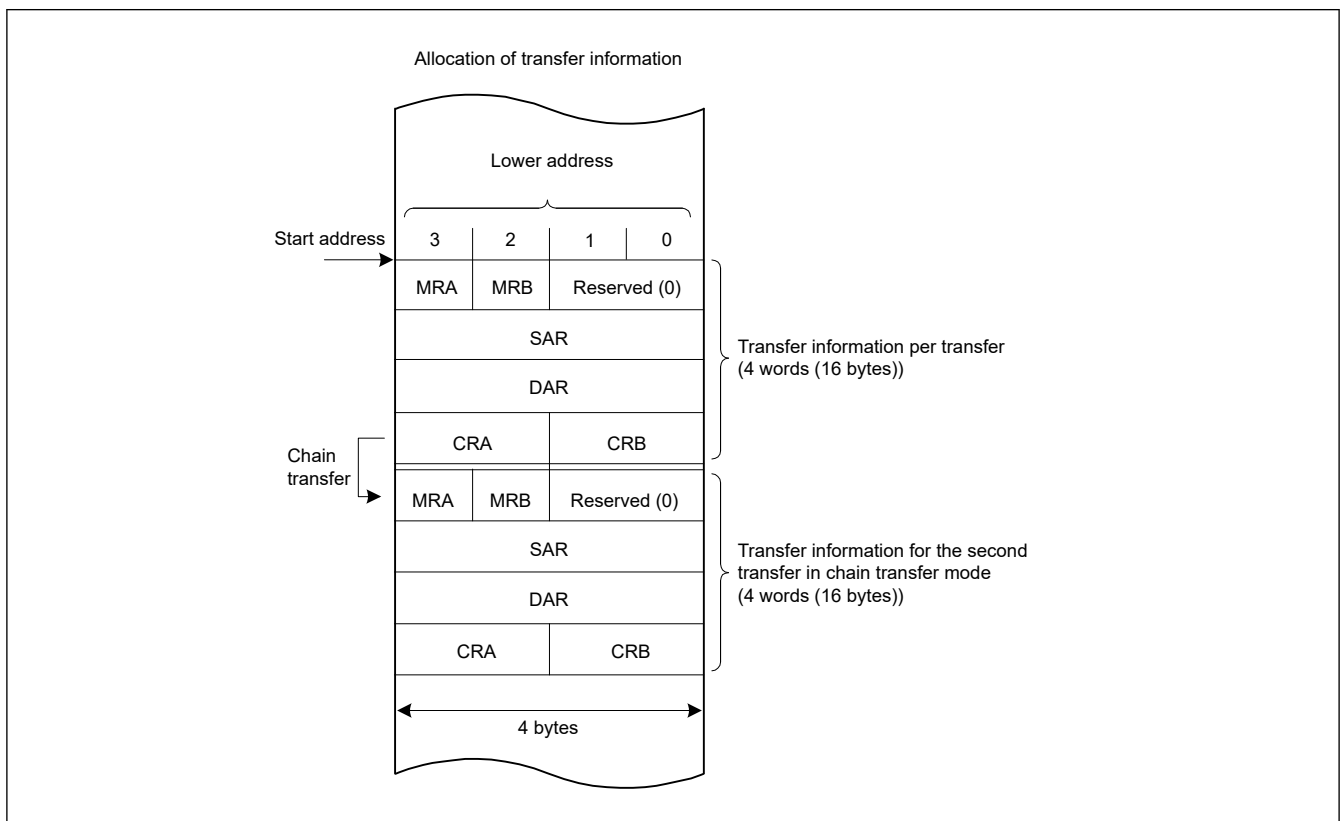 Allocation of transfer information
Lower address
Start address
3 2 1 0
MRA MRB Reserved (0)
SAR
Transfer information per transfer
(4 words (16 bytes))
DAR
CRA CRB
Chain
transfer
MRA MRB Reserved (0)
SAR
Transfer information for the second
transfer in chain transfer mode
(4 words (16 bytes))
DAR
CRA CRB
4 bytes